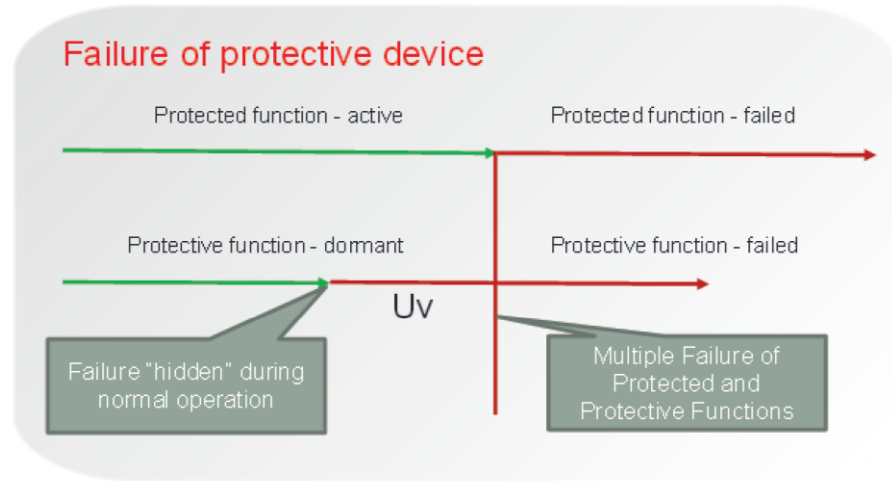 Failure of protective device
Protected function - active
Protected function - failed
Protective function - dormant
Protective function - failed
Uv
Failure "hidden" during
normal operation
Multiple Failure of
Protected and
Protective Functions